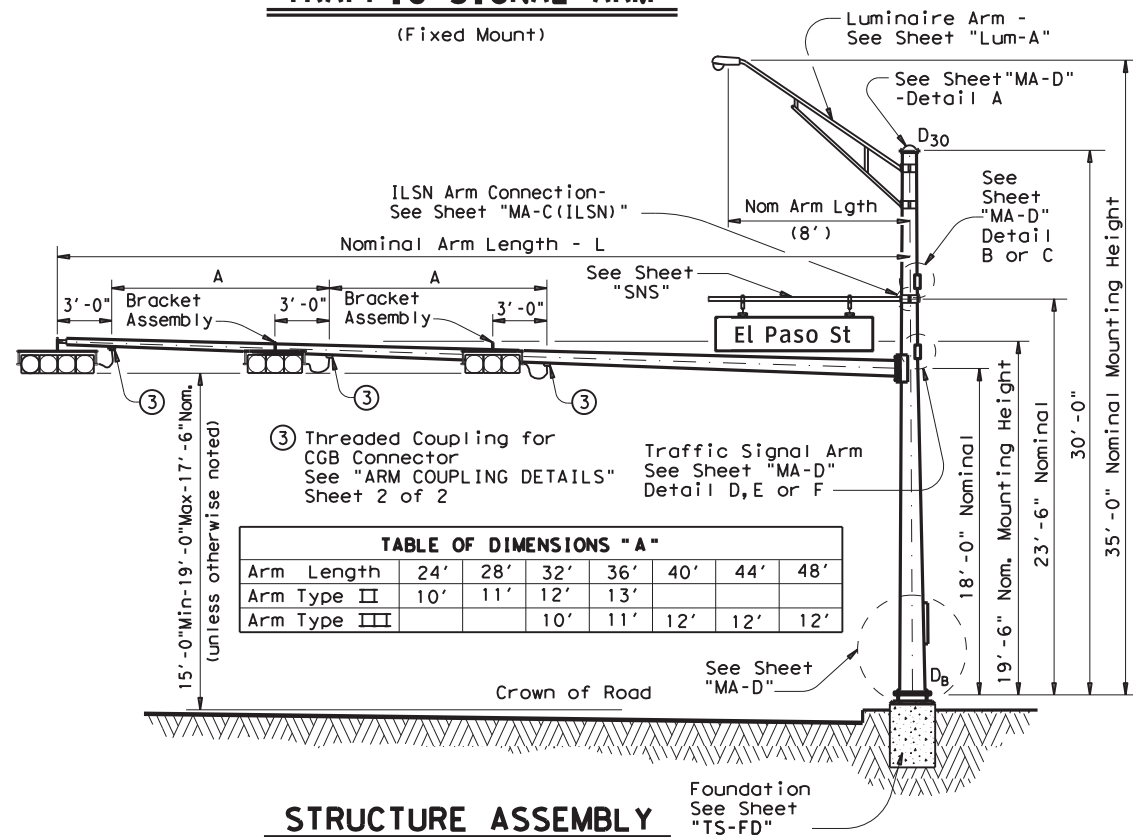 (Fixed Mount)
Luminaire Arm -
See Sheet "Lum-A"
See Sheet"MA-D"
-Detail A
D30
See
Sheet
"MA-D"
Detail
B or C
ILSN Arm Connection-
See Sheet "MA-C(ILSN)"
Nom Arm Lgth
(8')
Nominal Arm Length - L
A
A
See Sheet
"SNS"
3'-0"
Bracket
Assembly
3'-0"
Bracket
Assembly
3'-0"
El Paso St
3
3
3
3 Threaded Coupling for
CGB Connector
See "ARM COUPLING DETAILS"
Sheet 2 of 2
Traffic Signal Arm
See Sheet "MA-D"
Detail D,E or F
15'-0"Min-19'-0"Max-17'-6"Nom.
(unless otherwise noted)
18'-0" Nominal
19'-6" Nom. Mounting Height
23'-6" Nominal
30'-0"
35'-0" Nominal Mounting Height
TABLE OF DIMENSIONS "A"
Arm Length 24' 28' 32' 36' 40' 44' 48'
Arm Type II 10' 11' 12' 13'
Arm Type III 10' 11' 12' 12' 12'
See Sheet
"MA-D"
DB
Crown of Road
Foundation
See Sheet
"TS-FD"
STRUCTURE ASSEMBLY